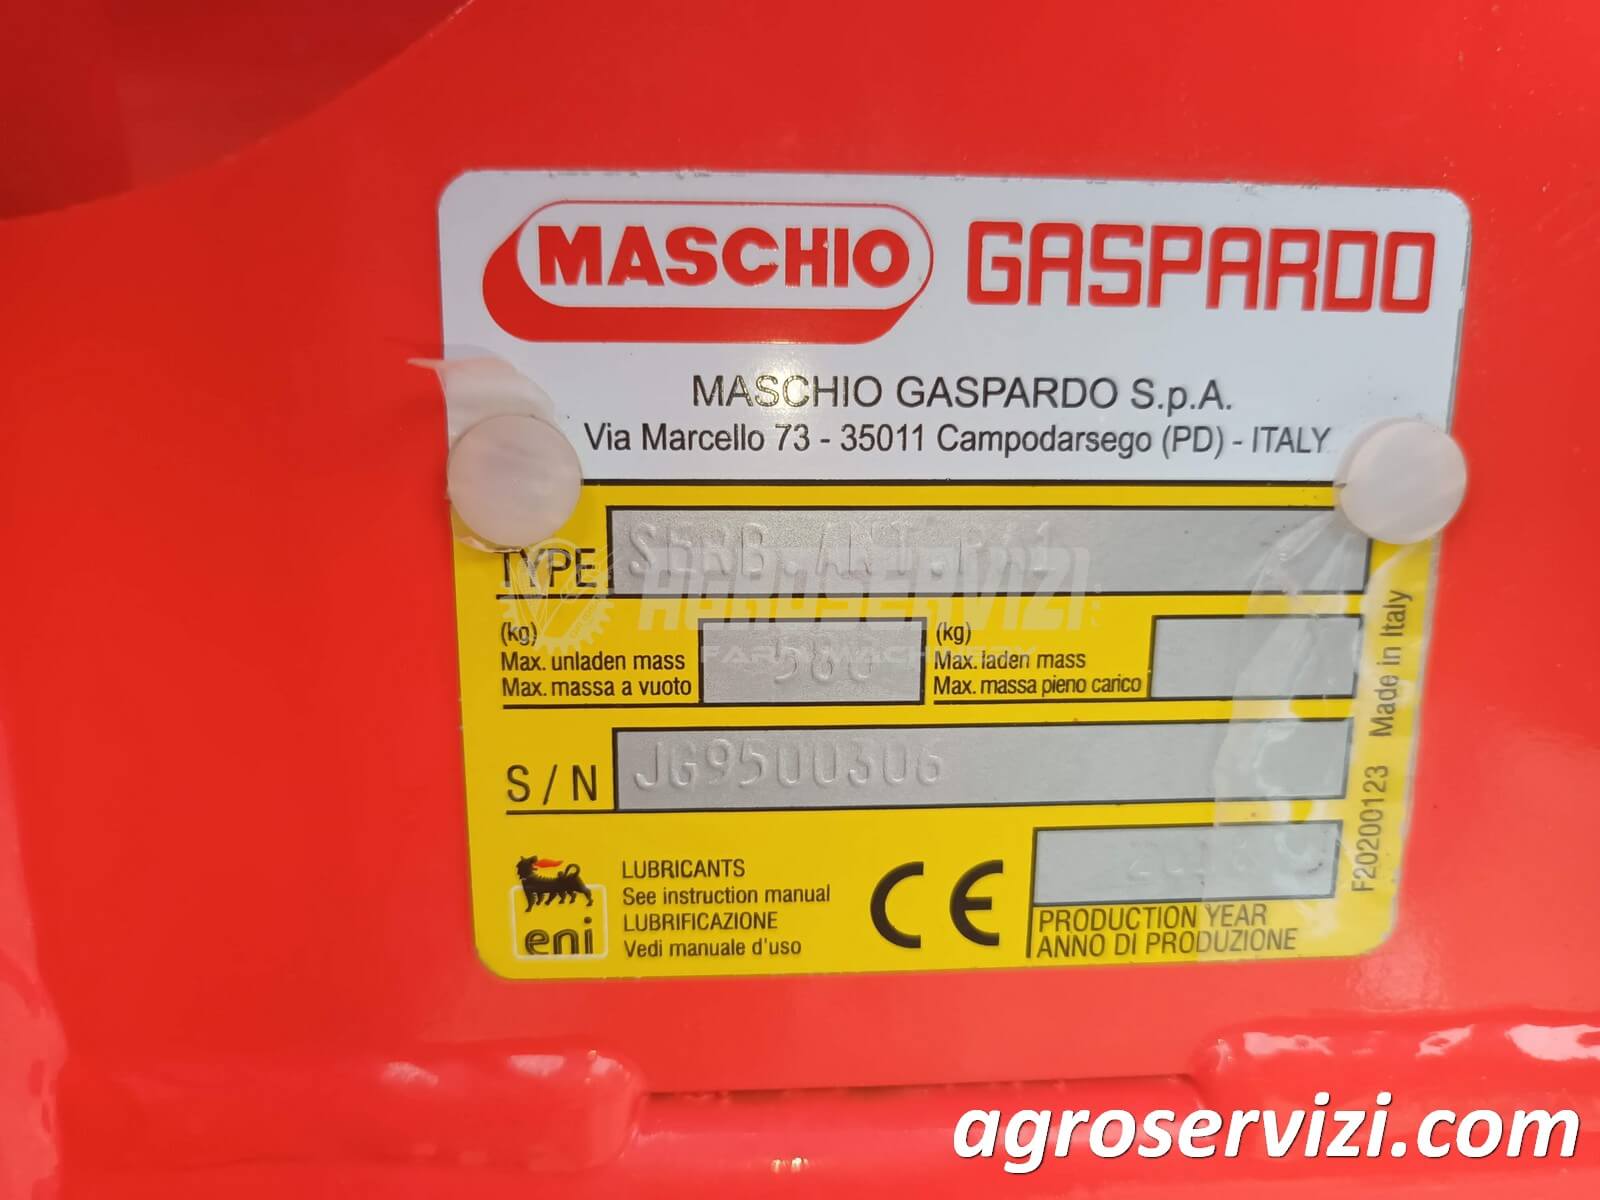 MASCHIO GASPARDO
MASCHIO GASPARDO S.p.A.
Via Marcello 73 - 35011 Campodarsego (PD) - ITALY
TYPE
AGROSERVIZI
FARM MACHINERY
(kg)
Max. unladen mass
Max. massa a vuoto
(kg)
Max. laden mass
Max. massa pieno carico
S/N JG9500306
eni
LUBRICANTS
See instruction manual
LUBRIFICAZIONE
Vedi manuale d'uso
CE
PRODUCTION YEAR
ANNO DI PRODUZIONE
F20200123 Made in Italy
agroservizi.com